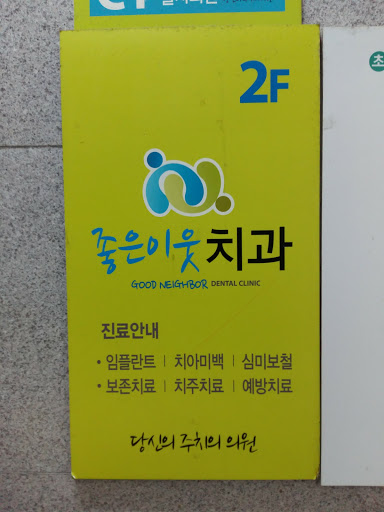 2F
좋은이웃치과
GOOD NEIGHBOR DENTAL CLINIC
진료안내
• 임플란트 | 치아미백 | 심미보철
• 보존치료 | 치주치료 | 예방치료
당신의 주치의 의원
초